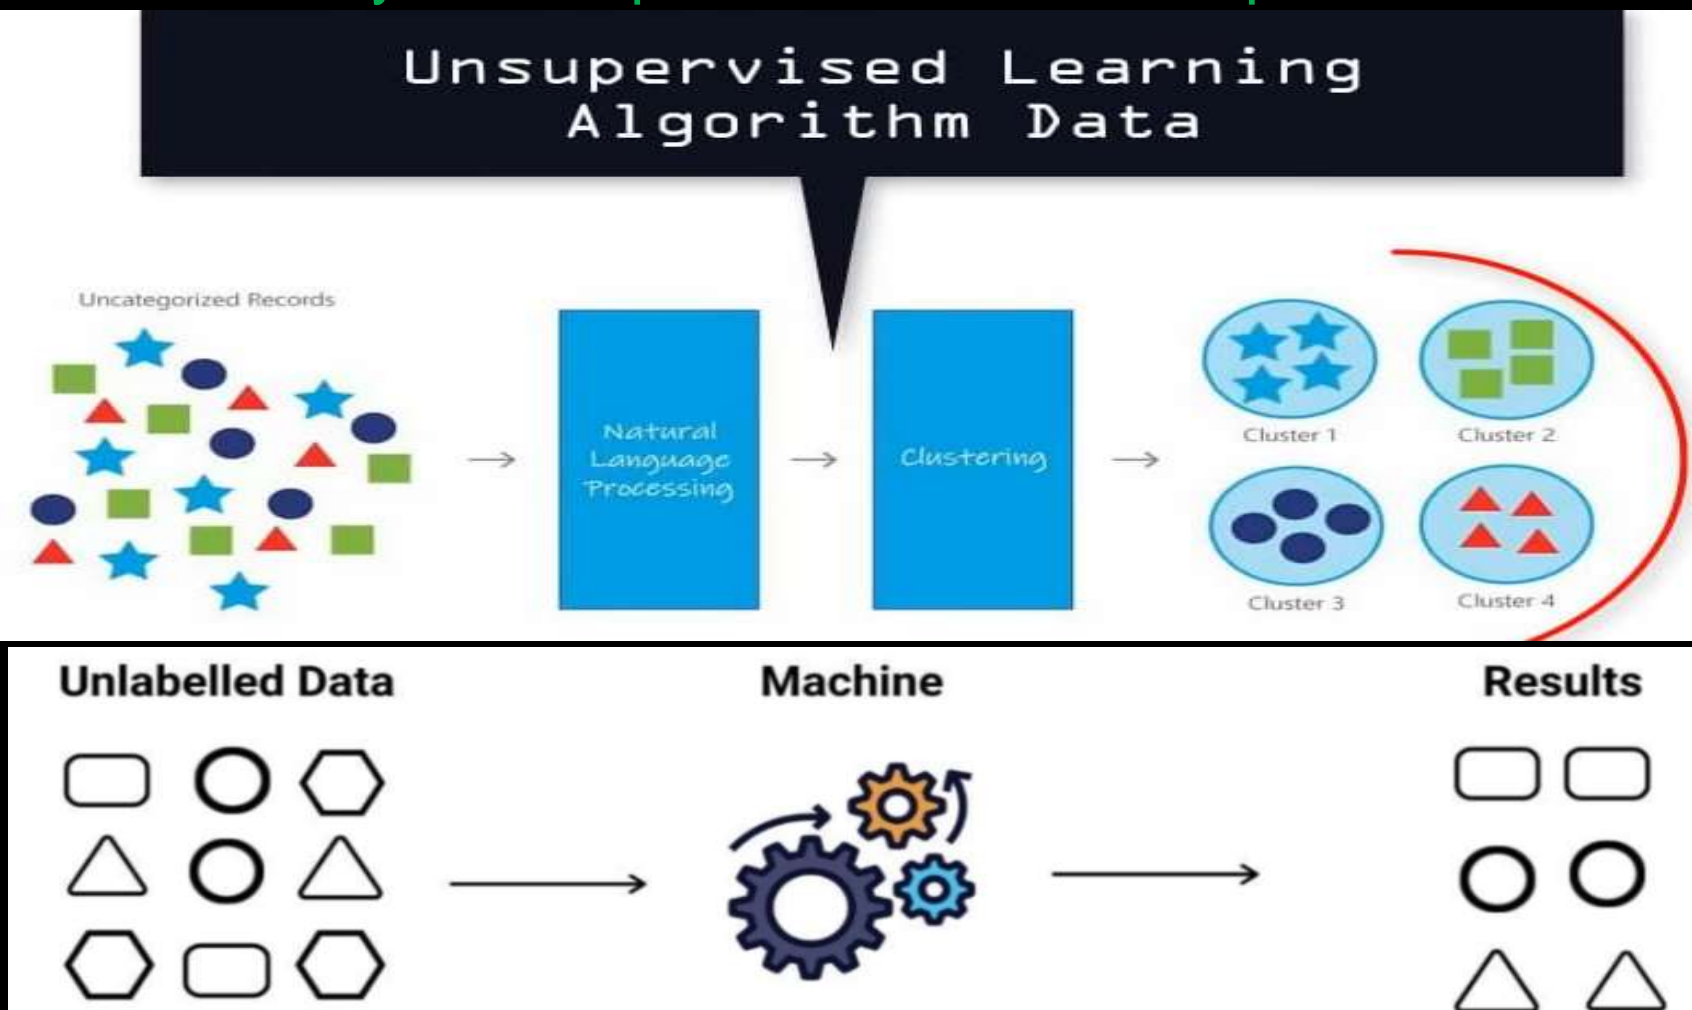 Unsupervised Learning
Algorithm Data
Uncategorized Records
Natural
Language
Processing
Clustering
Cluster 1
Cluster 2
Cluster 3
Cluster 4
Unlabelled Data
Machine
Results